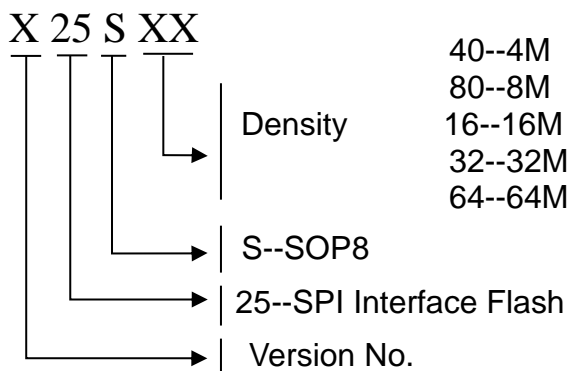 X 25 S XX
40--4M
80--8M
Density 16--16M
32--32M
64--64M
S--SOP8
25--SPI Interface Flash
Version No.